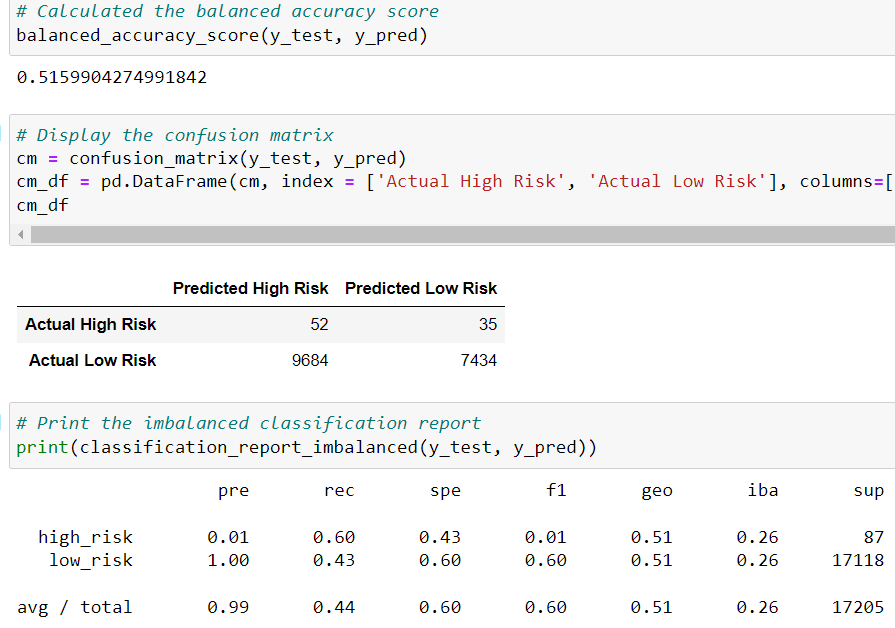 # Calculated the balanced accuracy score
balanced_accuracy_score(y_test, y_pred)
0.5159904274991842
# Display the confusion matrix
cm = confusion_matrix(y_test, y_pred)
cm_df = pd.DataFrame(cm, index = ['Actual High Risk', 'Actual Low Risk'], columns=[
cm_df
Predicted High Risk Predicted Low Risk
Actual High Risk 52 35
Actual Low Risk 9684 7434
# Print the imbalanced classification report
print(classification_report_imbalanced(y_test, y_pred))
pre rec spe f1 geo iba sup
high_risk 0.01 0.60 0.43 0.01 0.51 0.26 87
low_risk 1.00 0.43 0.60 0.60 0.51 0.26 17118
avg / total 0.99 0.44 0.60 0.60 0.51 0.26 17205